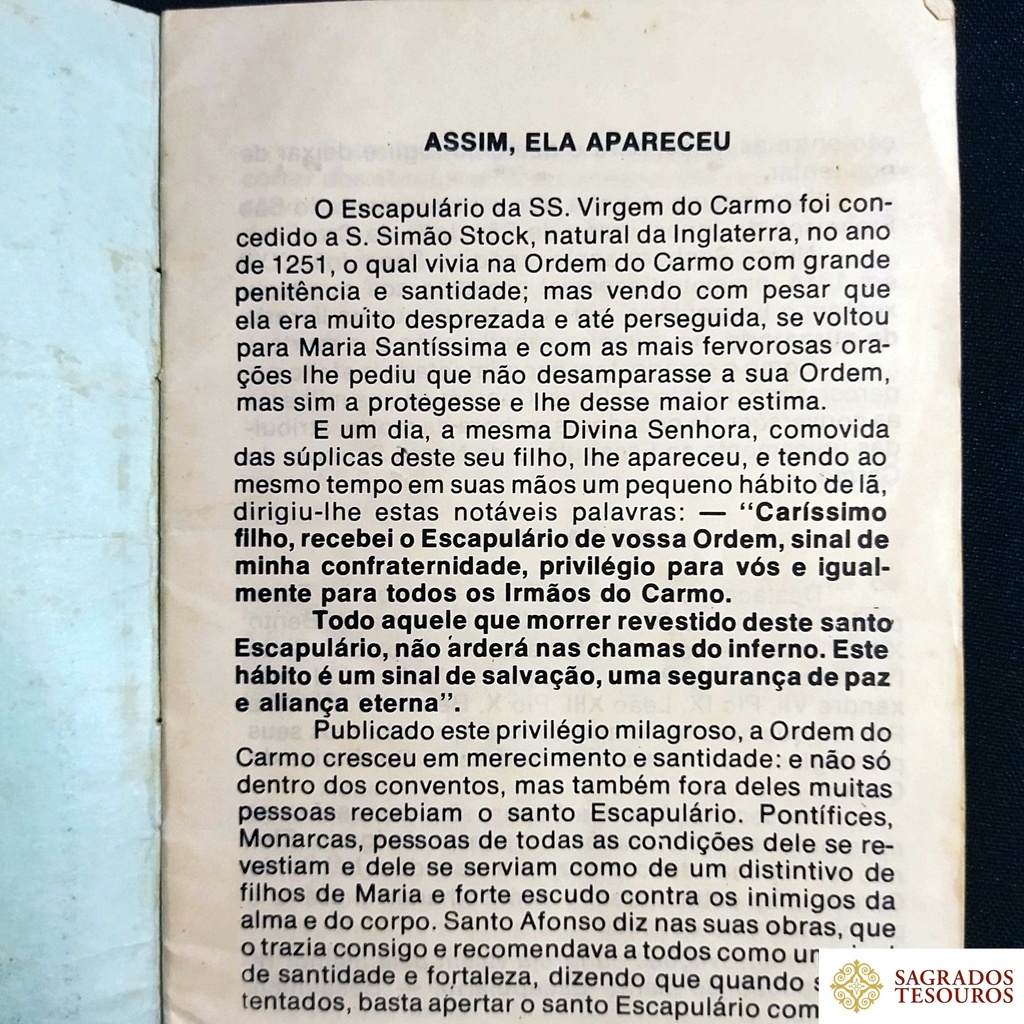 ASSIM, ELA APARECEU
O Escapulário da SS. Virgem do Carmo foi con-
cedido a S. Simão Stock, natural da Inglaterra, no ano
de 1251, o qual vivia na Ordem do Carmo com grande
penitência e santidade; mas vendo com pesar que
ela era muito desprezada e até perseguida, se voltou
para Maria Santíssima e com as mais fervorosas ora-
ções lhe pediu que não desamparasse a sua Ordem,
mas sim a protegesse e lhe desse maior estima.
E um dia, a mesma Divina Senhora, comovida
das súplicas deste seu filho, lhe apareceu, e tendo ao
mesmo tempo em suas mãos um pequeno hábito de lã,
dirigiu-lhe estas notáveis palavras: — "Caríssimo
filho, recebei o Escapulário de vossa Ordem, sinal de
minha confraternidade, privilégio para vós e igual-
mente para todos os Irmãos do Carmo.
Todo aquele que morrer revestido deste santo
Escapulário, não arderá nas chamas do inferno. Este
hábito é um sinal de salvação, uma segurança de paz
e aliança eterna".
Publicado este privilégio milagroso, a Ordem do
Carmo cresceu em merecimento e santidade: e não só
dentro dos conventos, mas também fora deles muitas
pessoas recebiam o santo Escapulário. Pontífices,
Monarcas, pessoas de todas as condições dele se re-
vestiam e dele se serviam como de um distintivo de
filhos de Maria e forte escudo contra os inimigos da
alma e do corpo. Santo Afonso diz nas suas obras, que
o trazia consigo e recomendava a todos como
de santidade e fortaleza, dizendo que quando
tentados, basta apertar o santo Escapulário
SAGRADOS
TESOUROS